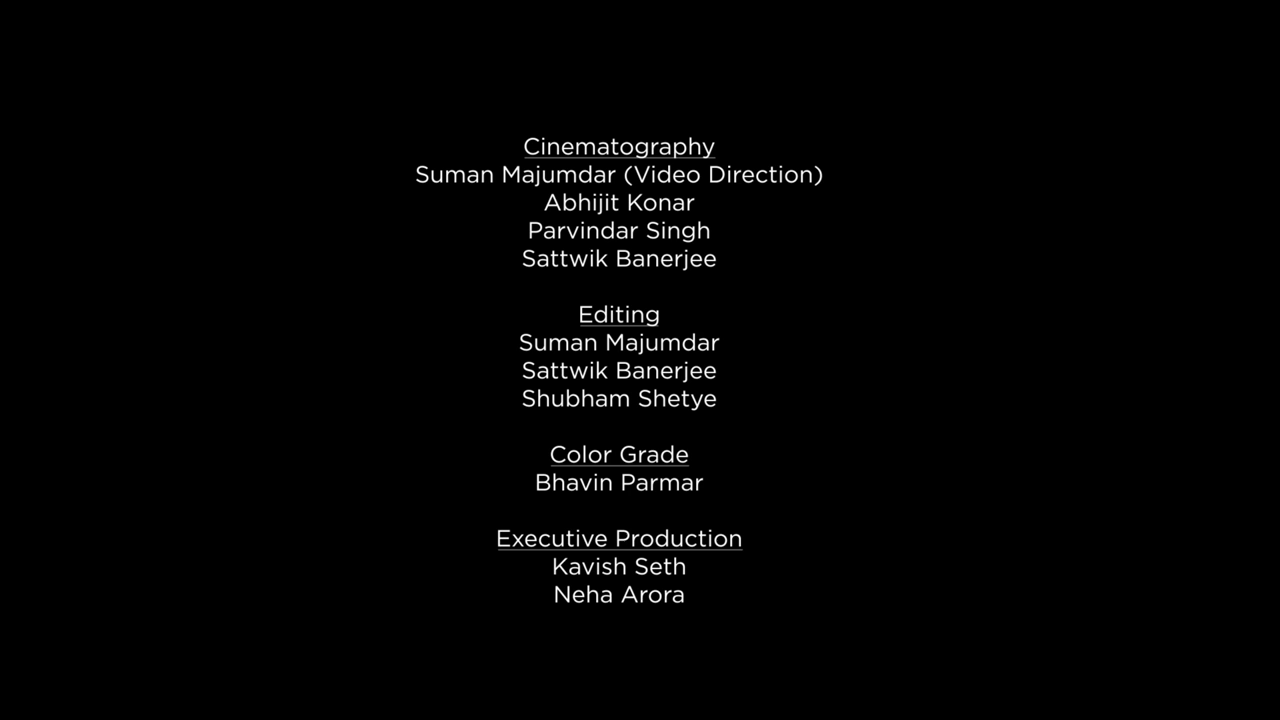 Cinematography
Suman Majumdar (Video Direction)
Abhijit Konar
Parvindar Singh
Sattwik Banerjee
Editing
Suman Majumdar
Sattwik Banerjee
Shubham Shetye
Color Grade
Bhavin Parmar
Executive Production
Kavish Seth
Neha Arora